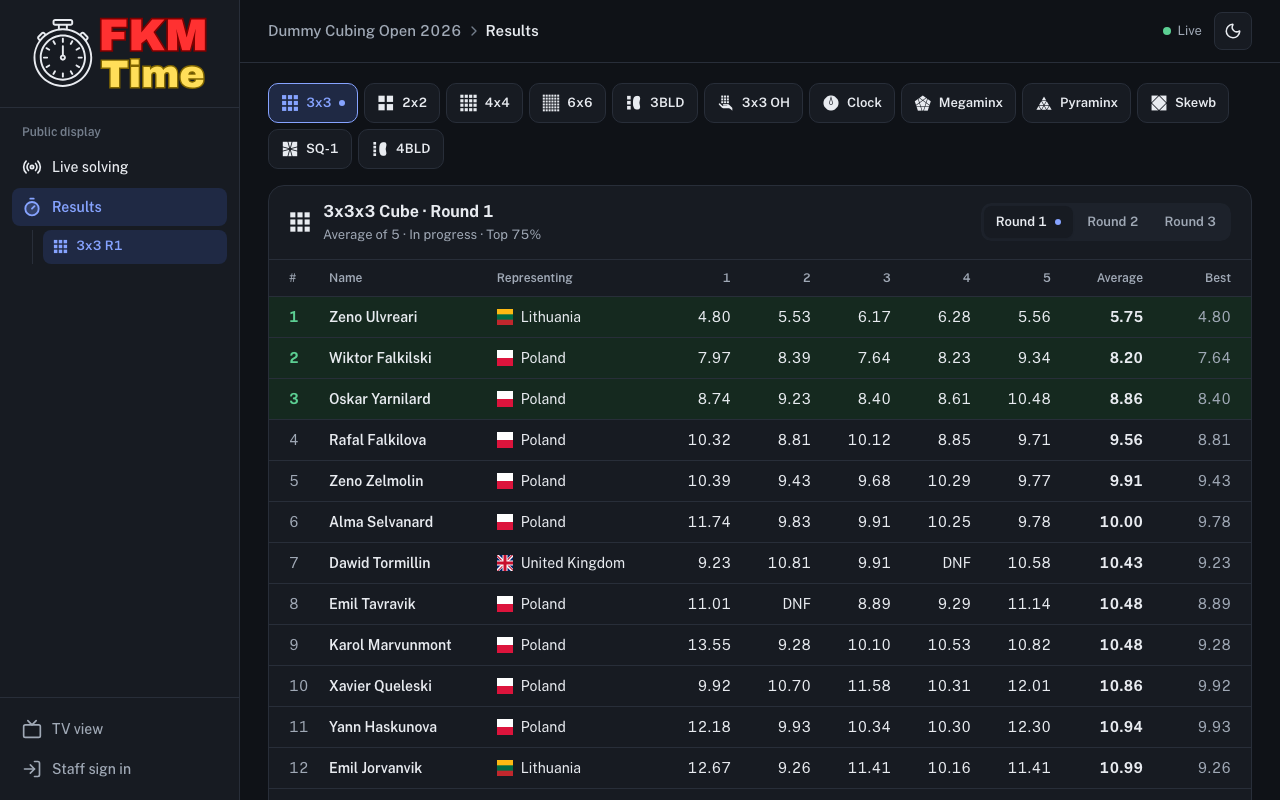 FKM
Time
Public display
Live solving
Results
3x3 R1
TV view
Staff sign in
Dummy Cubing Open 2026 > Results
Live
3x3
2x2
4x4
6x6
3BLD
3x3 OH
Clock
Megaminx
Pyraminx
Skewb
SQ-1
4BLD
3x3x3 Cube · Round 1
Average of 5 · In progress · Top 75%
Round 1
Round 2
Round 3
# Name Representing 1 2 3 4 5 Average Best
1 Zeno Ulvreari Lithuania 4.80 5.53 6.17 6.28 5.56 5.75 4.80
2 Wiktor Falkilski Poland 7.97 8.39 7.64 8.23 9.34 8.20 7.64
3 Oskar Yarnilard Poland 8.74 9.23 8.40 8.61 10.48 8.86 8.40
4 Rafal Falkilova Poland 10.32 8.81 10.12 8.85 9.71 9.56 8.81
5 Zeno Zelmolin Poland 10.39 9.43 9.68 10.29 9.77 9.91 9.43
6 Alma Selvanard Poland 11.74 9.83 9.91 10.25 9.78 10.00 9.78
7 Dawid Tormillin United Kingdom 9.23 10.81 9.91 DNF 10.58 10.43 9.23
8 Emil Tavravik Poland 11.01 DNF 8.89 9.29 11.14 10.48 8.89
9 Karol Marvunmont Poland 13.55 9.28 10.10 10.53 10.82 10.48 9.28
10 Xavier Queleski Poland 9.92 10.70 11.58 10.31 12.01 10.86 9.92
11 Yann Haskunova Poland 12.18 9.93 10.34 10.30 12.30 10.94 9.93
12 Emil Jorvanvik Lithuania 12.67 9.26 11.41 10.16 11.41 10.99 9.26